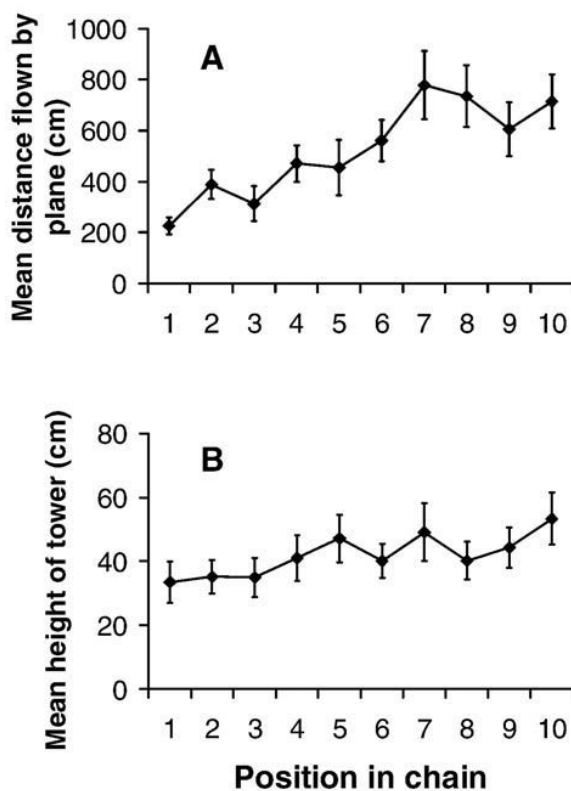 A
Mean distance flown by
plane (cm)
1000
800
600
400
200
0
1 2 3 4 5 6 7 8 9 10
B
Mean height of tower (cm)
80
60
40
20
0
1 2 3 4 5 6 7 8 9 10
Position in chain